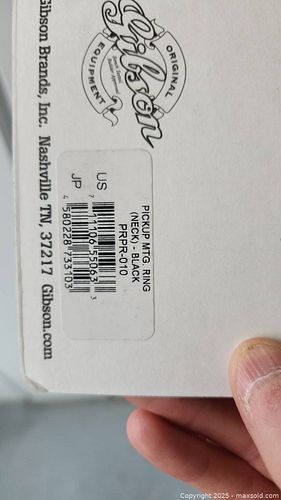 Gibson
ORIGINAL
EQUIPMENT
PICKUP MTG. RING
(NECK) - BLACK
PRPR-010
US
7 11106 55063 3
JP
4 580228 733103
Gibson Brands, Inc. Nashville TN, 37217 Gibson.com
Copyright 2025 - maxsold.com